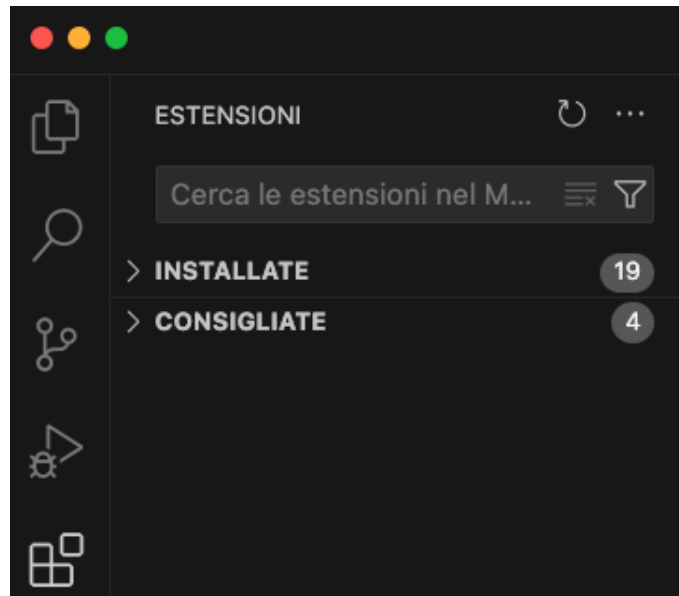 ESTENSIONI
Cerca le estensioni nel M...
INSTALLATE 19
CONSIGLIATE 4